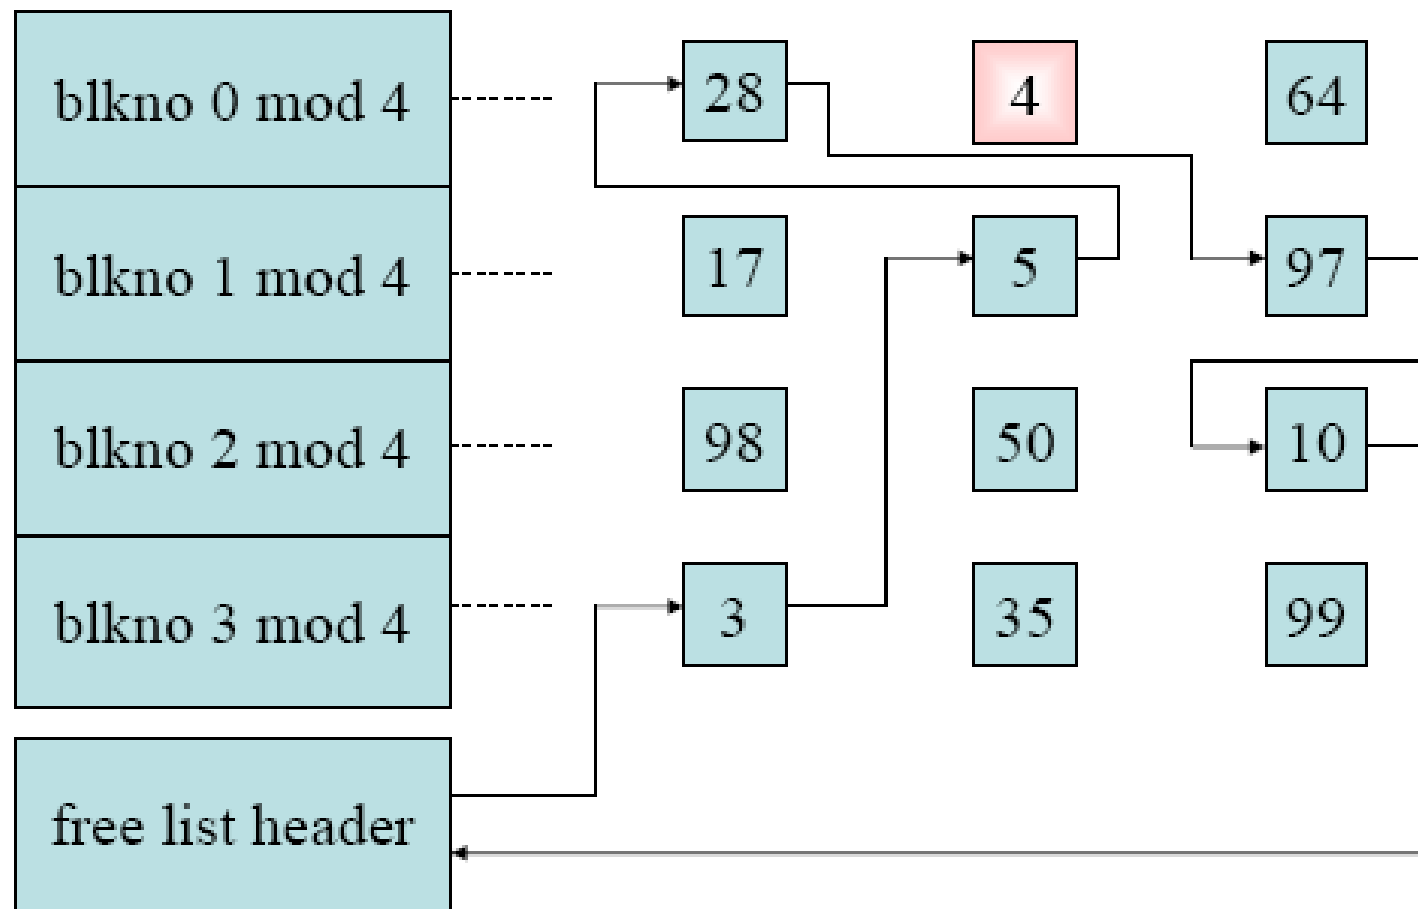 blkno 0 mod 4 28 4 64
blkno 1 mod 4 17 5 97
blkno 2 mod 4 98 50 10
blkno 3 mod 4 3 35 99
free list header